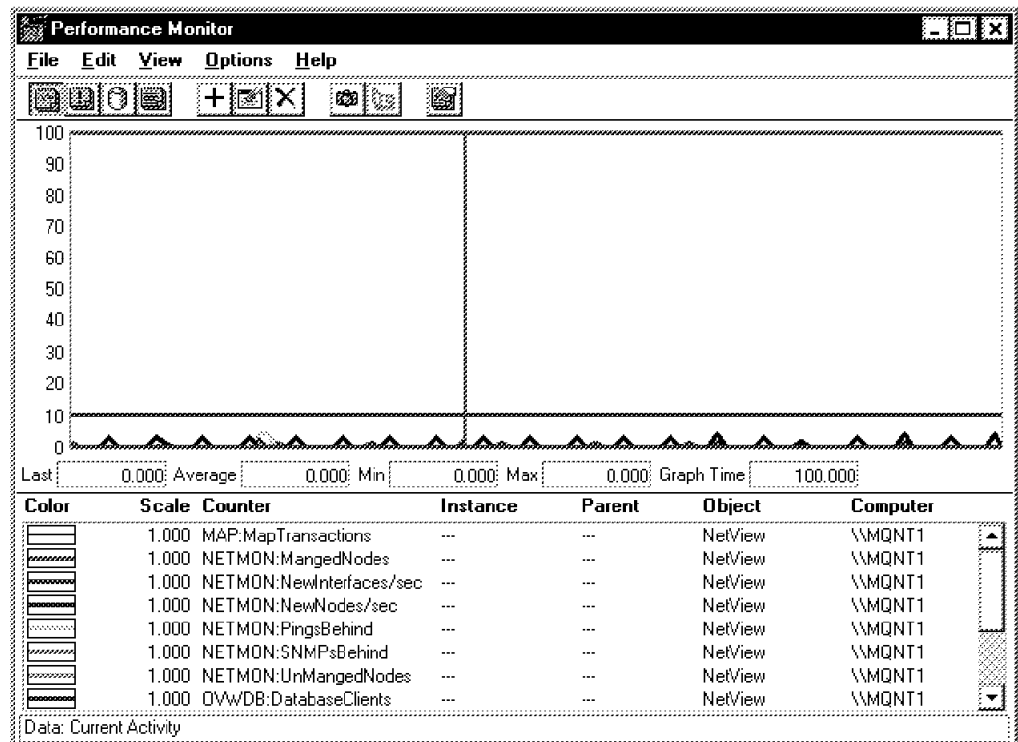 Performance Monitor
File Edit View Options Help
100
90
80
70
60
50
40
30
20
10
0
Last 0.000 Average 0.000 Min 0.000 Max 0.000 Graph Time 100.000
Color Scale Counter Instance Parent Object Computer
1.000 MAP:MapTransactions --- --- NetView \\MQNT1
1.000 NETMON:MangedNodes --- --- NetView \\MQNT1
1.000 NETMON:NewInterfaces/sec --- --- NetView \\MQNT1
1.000 NETMON:NewNodes/sec --- --- NetView \\MQNT1
1.000 NETMON:PingsBehind --- --- NetView \\MQNT1
1.000 NETMON:SNMPsBehind --- --- NetView \\MQNT1
1.000 NETMON:UnMangedNodes --- --- NetView \\MQNT1
1.000 OVWDB:DatabaseClients --- --- NetView \\MQNT1
Data: Current Activity